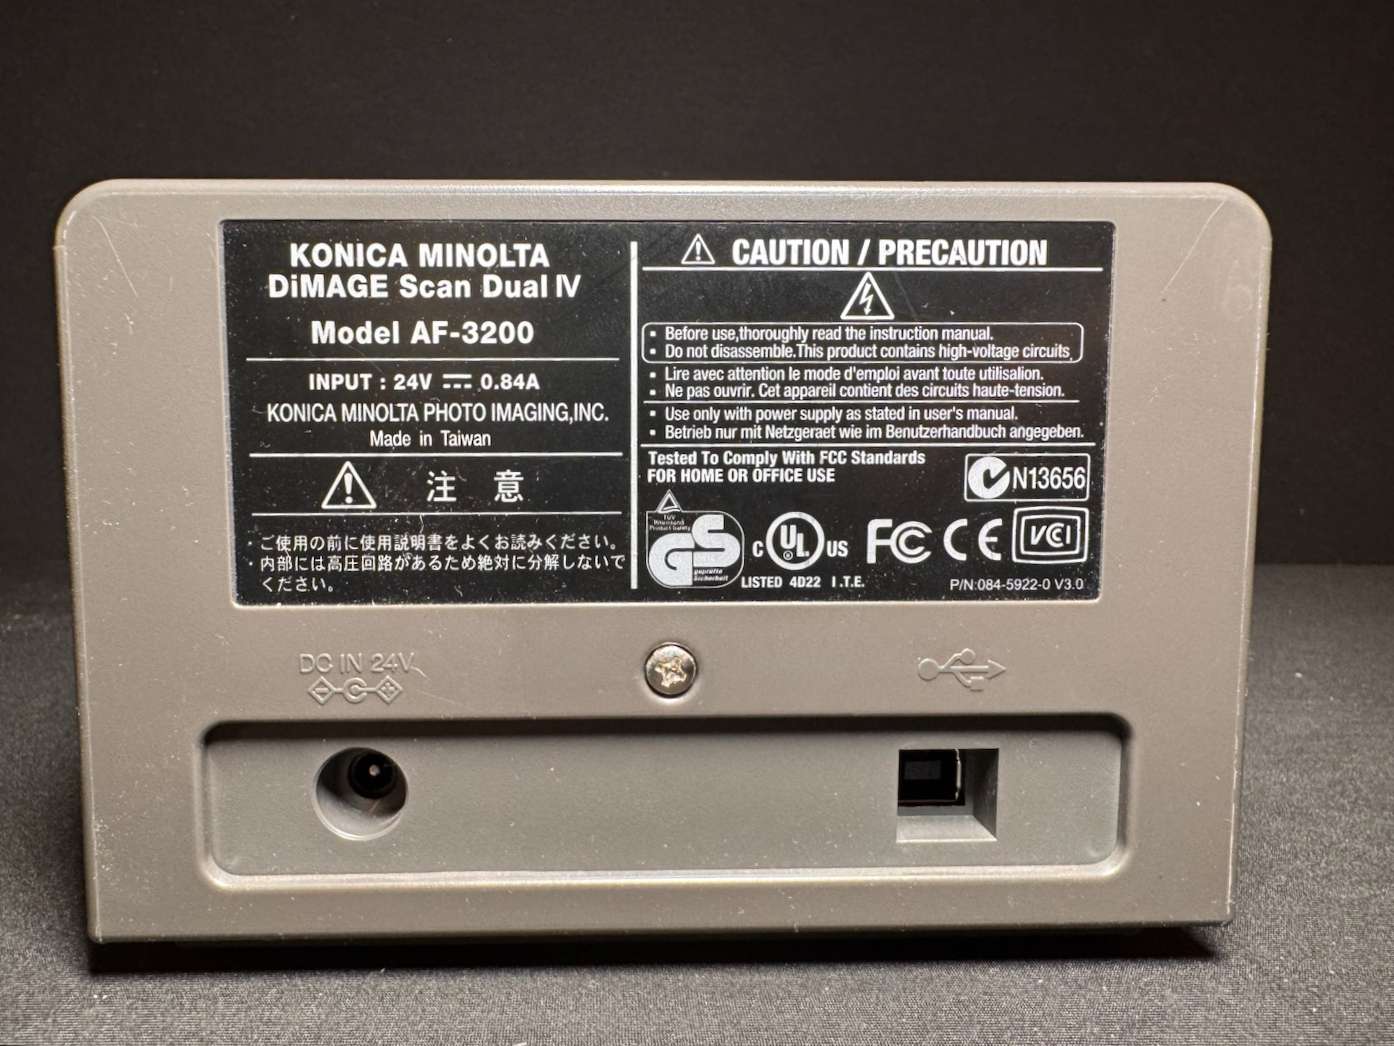 KONICA MINOLTA
DiMAGE Scan Dual IV
Model AF-3200
INPUT : 24V ⎓ 0.84A
KONICA MINOLTA PHOTO IMAGING,INC.
Made in Taiwan
注 意
・ご使用の前に使用説明書をよくお読みください。
・内部には高圧回路があるため絶対に分解しないで
ください。
CAUTION / PRECAUTION
▪ Before use,thoroughly read the instruction manual.
▪ Do not disassemble.This product contains high-voltage circuits.
▪ Lire avec attention le mode d'emploi avant toute utilisation.
▪ Ne pas ouvrir. Cet appareil contient des circuits haute-tension.
▪ Use only with power supply as stated in user's manual.
▪ Betrieb nur mit Netzgeraet wie im Benutzerhandbuch angegeben.
Tested To Comply With FCC Standards
FOR HOME OR OFFICE USE
N13656
TÜV
Rheinland
Product Safety
GS
geprüfte
Sicherheit
C UL US
LISTED 4D22 I.T.E.
FC CE VCI
P/N:084-5922-0 V3.0
DC IN 24V